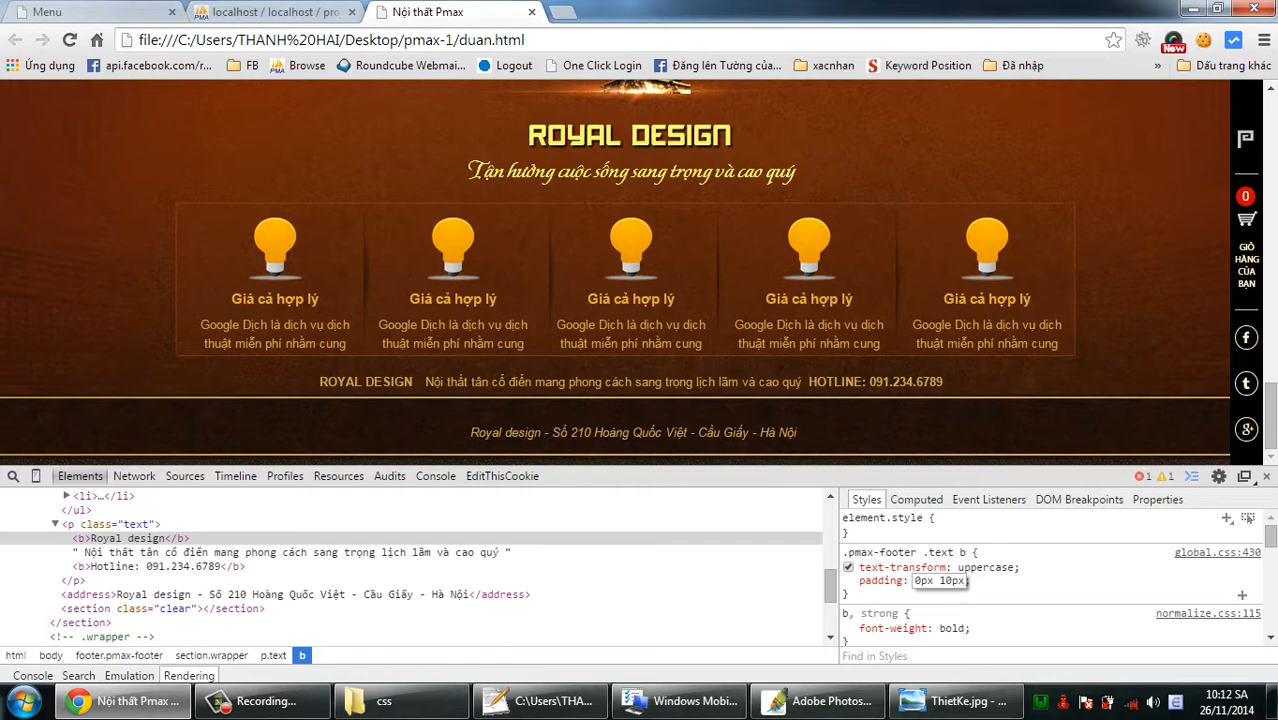 Menu
localhost / localhost / pro
Nội thất Pmax
file:///C:/Users/THANH%20HAI/Desktop/pmax-1/duan.html
New
Ứng dụng
api.facebook.com/r...
FB
Browse
Roundcube Webmai...
Logout
One Click Login
Đăng lên Tường của...
xacnhan
Keyword Position
Đã nhập
»
Dấu trang khác
ROYAL DESIGN
Tận hưởng cuộc sống sang trọng và cao quý
Giá cả hợp lý
Google Dịch là dịch vụ dịch
thuật miễn phí nhằm cung
Giá cả hợp lý
Google Dịch là dịch vụ dịch
thuật miễn phí nhằm cung
Giá cả hợp lý
Google Dịch là dịch vụ dịch
thuật miễn phí nhằm cung
Giá cả hợp lý
Google Dịch là dịch vụ dịch
thuật miễn phí nhằm cung
Giá cả hợp lý
Google Dịch là dịch vụ dịch
thuật miễn phí nhằm cung
ROYAL DESIGN Nội thất tân cổ điển mang phong cách sang trọng lịch lãm và cao quý HOTLINE: 091.234.6789
Royal design - Số 210 Hoàng Quốc Việt - Cầu Giấy - Hà Nội
0
GIỎ
HÀNG
CỦA
BẠN
f
t
g+
Elements Network Sources Timeline Profiles Resources Audits Console EditThisCookie
1 1
▶<li>…</li>
</ul>
▼<p class="text">
<b>Royal design</b>
" Nội thất tân cổ điển mang phong cách sang trọng lịch lãm và cao quý "
<b>Hotline: 091.234.6789</b>
</p>
<address>Royal design - Số 210 Hoàng Quốc Việt - Cầu Giấy - Hà Nội</address>
<section class="clear"></section>
</section>
<!-- .wrapper -->
html body footer.pmax-footer section.wrapper p.text b
Styles Computed Event Listeners DOM Breakpoints Properties
element.style {
}
.pmax-footer .text b { global.css:430
text-transform: uppercase;
padding: 0px 10px;
}
b, strong { normalize.css:115
font-weight: bold;
}
Find in Styles
Console Search Emulation Rendering
Nội thất Pmax ...
Recording...
css
C:\Users\THA...
Windows Mobi...
Adobe Photos...
ThietKe.jpg - ...
10:12 SA
26/11/2014